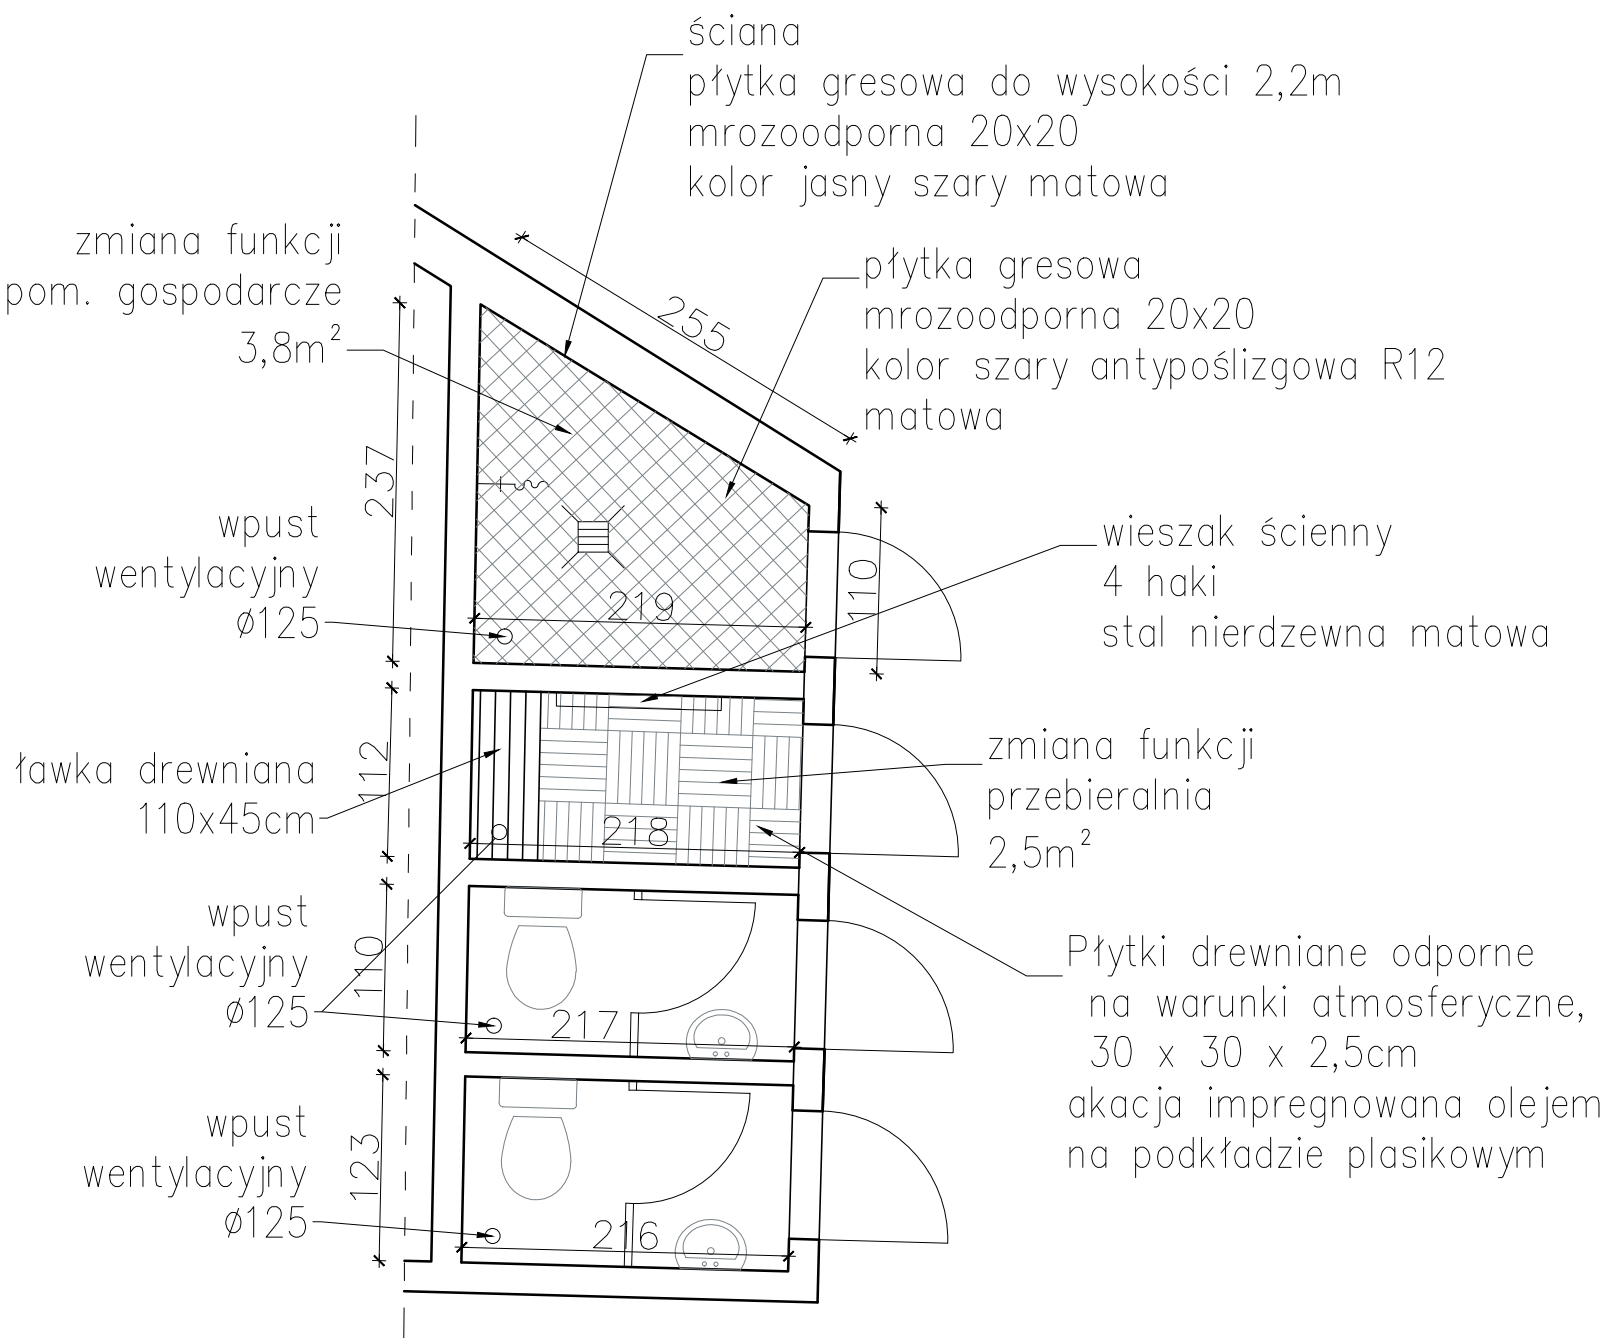 ściana
płytka gresowa do wysokości 2,2m
mrozoodporna 20x20
kolor jasny szary matowa
zmiana funkcji
pom. gospodarcze
3,8m²
255
płytka gresowa
mrozoodporna 20x20
kolor szary antypoślizgowa R12
matowa
237
wpust
wentylacyjny
ø125
219
110
wieszak ścienny
4 haki
stal nierdzewna matowa
ławka drewniana
110x45cm
112
218
zmiana funkcji
przebieralnia
2,5m²
wpust
wentylacyjny
ø125
110
217
Płytki drewniane odporne
na warunki atmosferyczne,
30 x 30 x 2,5cm
akacja impregnowana olejem
na podkładzie plasikowym
wpust
wentylacyjny
ø125
123
216